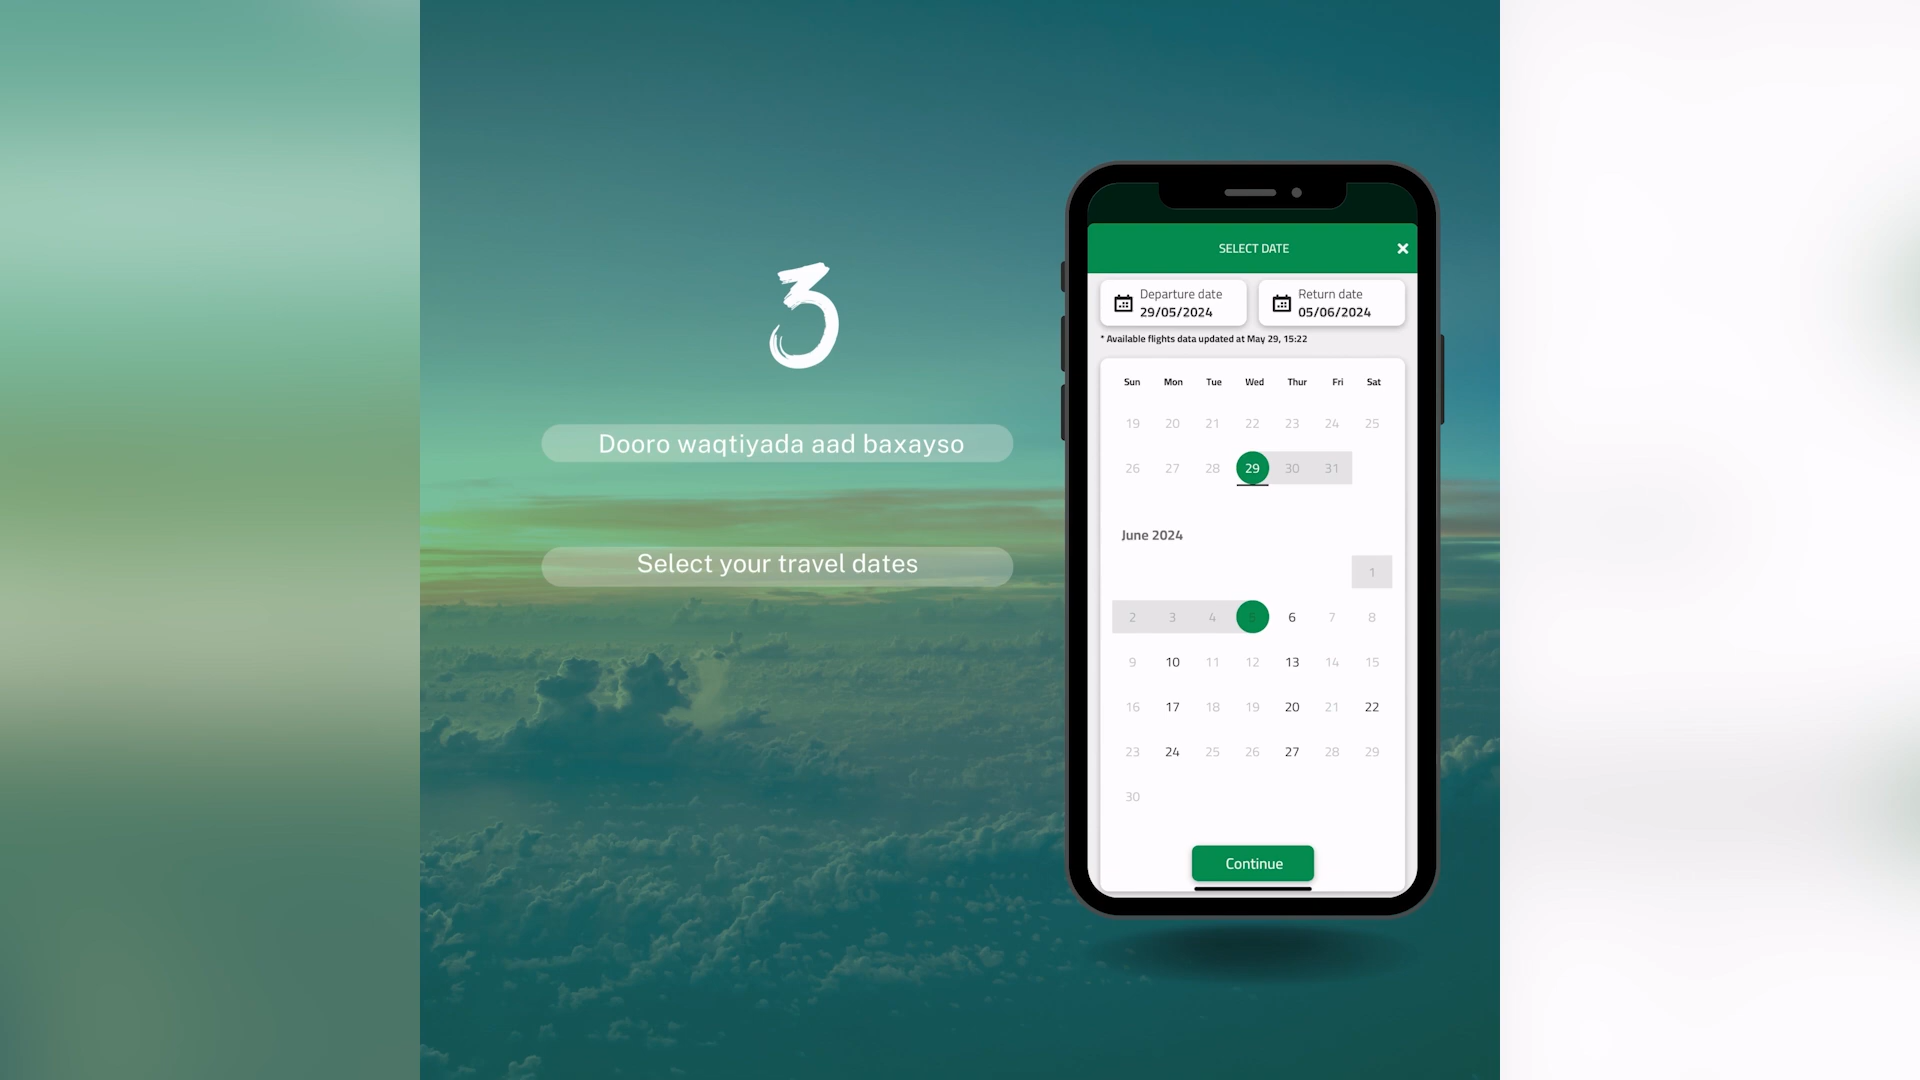 3
Dooro waqtiyada aad baxayso
Select your travel dates
SELECT DATE
Departure date
29/05/2024
Return date
05/06/2024
* Available flights data updated at May 29, 15:22
Sun Mon Tue Wed Thur Fri Sat
19 20 21 22 23 24 25
26 27 28 29 30 31
June 2024
1
2 3 4 5 6 7 8
9 10 11 12 13 14 15
16 17 18 19 20 21 22
23 24 25 26 27 28 29
30
Continue